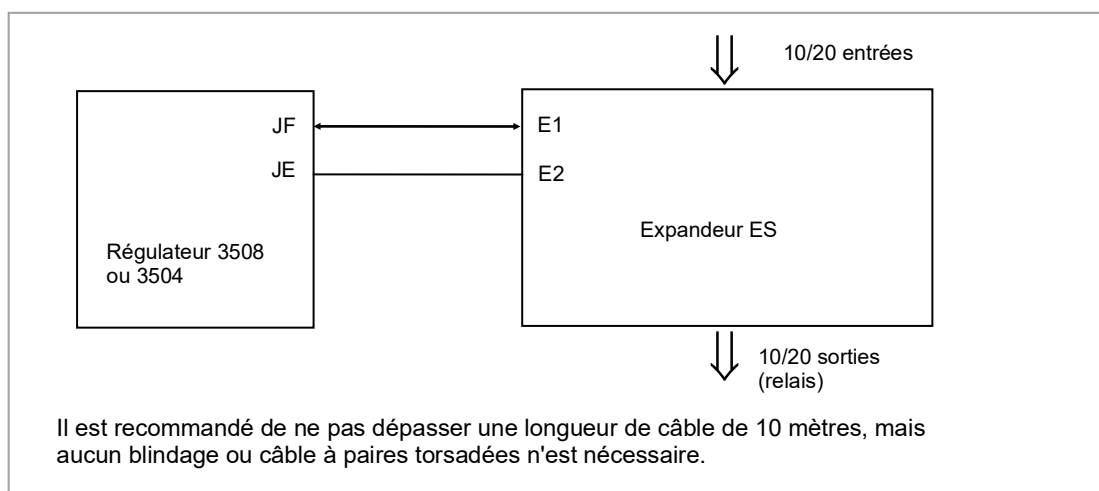 10/20 entrées
JF
E1
JE
E2
Régulateur 3508
ou 3504
Expandeur ES
10/20 sorties
(relais)
Il est recommandé de ne pas dépasser une longueur de câble de 10 mètres, mais
aucun blindage ou câble à paires torsadées n'est nécessaire.